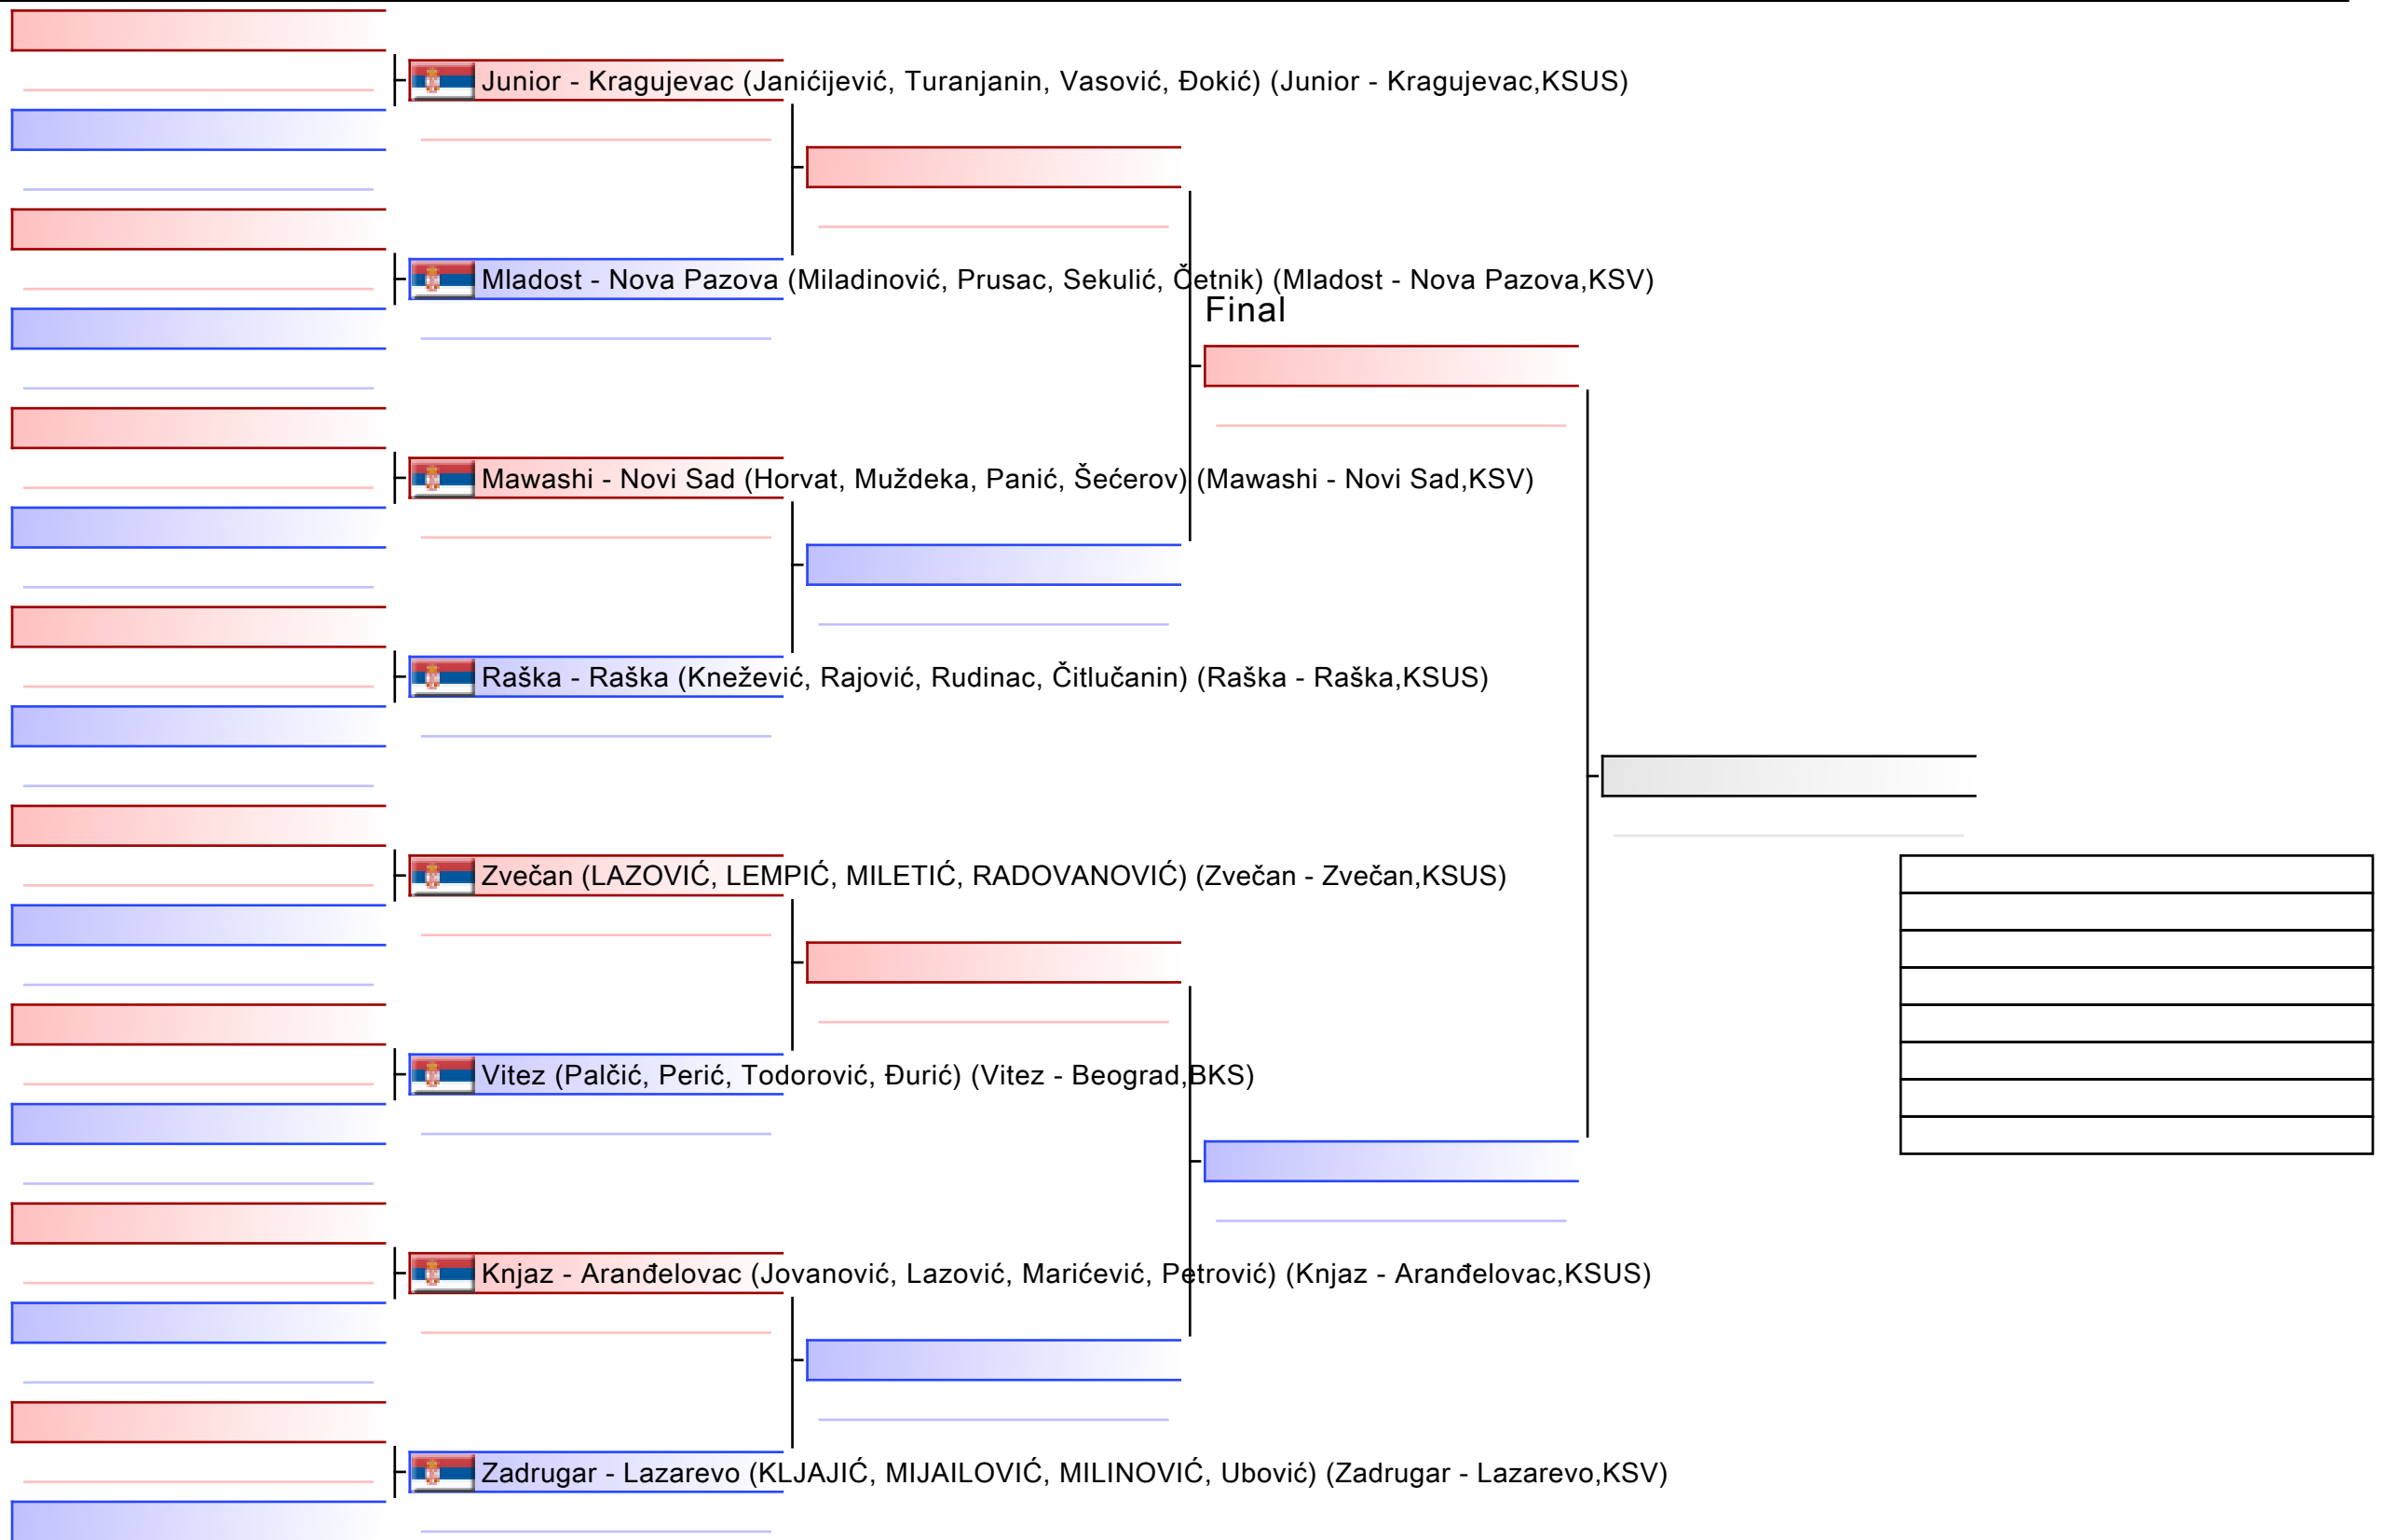 Junior - Kragujevac (Janićijević, Turanjanin, Vasović, Đokić) (Junior - Kragujevac,KSUS)
Mladost - Nova Pazova (Miladinović, Prusac, Sekulić, Četnik) (Mladost - Nova Pazova,KSV)
Final
Mawashi - Novi Sad (Horvat, Muždeka, Panić, Šećerov) (Mawashi - Novi Sad,KSV)
Raška - Raška (Knežević, Rajović, Rudinac, Čitlučanin) (Raška - Raška,KSUS)
Zvečan (LAZOVIĆ, LEMPIĆ, MILETIĆ, RADOVANOVIĆ) (Zvečan - Zvečan,KSUS)
Vitez (Palčić, Perić, Todorović, Đurić) (Vitez - Beograd,BKS)
Knjaz - Aranđelovac (Jovanović, Lazović, Marićević, Petrović) (Knjaz - Aranđelovac,KSUS)
Zadrugar - Lazarevo (KLJAJIĆ, MIJAILOVIĆ, MILINOVIĆ, Ubović) (Zadrugar - Lazarevo,KSV)